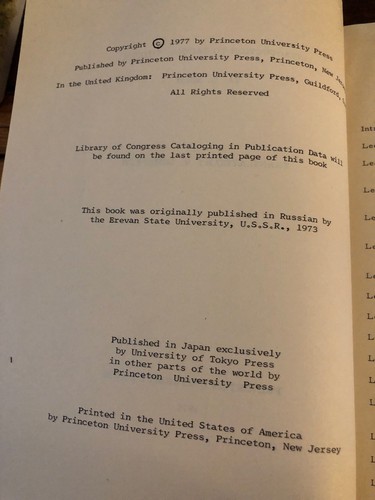 Copyright © 1977 by Princeton University Press
Published by Princeton University Press, Princeton, New
In the United Kingdom: Princeton University Press, Guildford,
All Rights Reserved
Library of Congress Cataloging in Publication Data will
be found on the last printed page of this book
This book was originally published in Russian by
the Erevan State University, U.S.S.R., 1973
Published in Japan exclusively
by University of Tokyo Press
in other parts of the world by
Princeton University Press
Printed in the United States of America
by Princeton University Press, Princeton, New Jersey